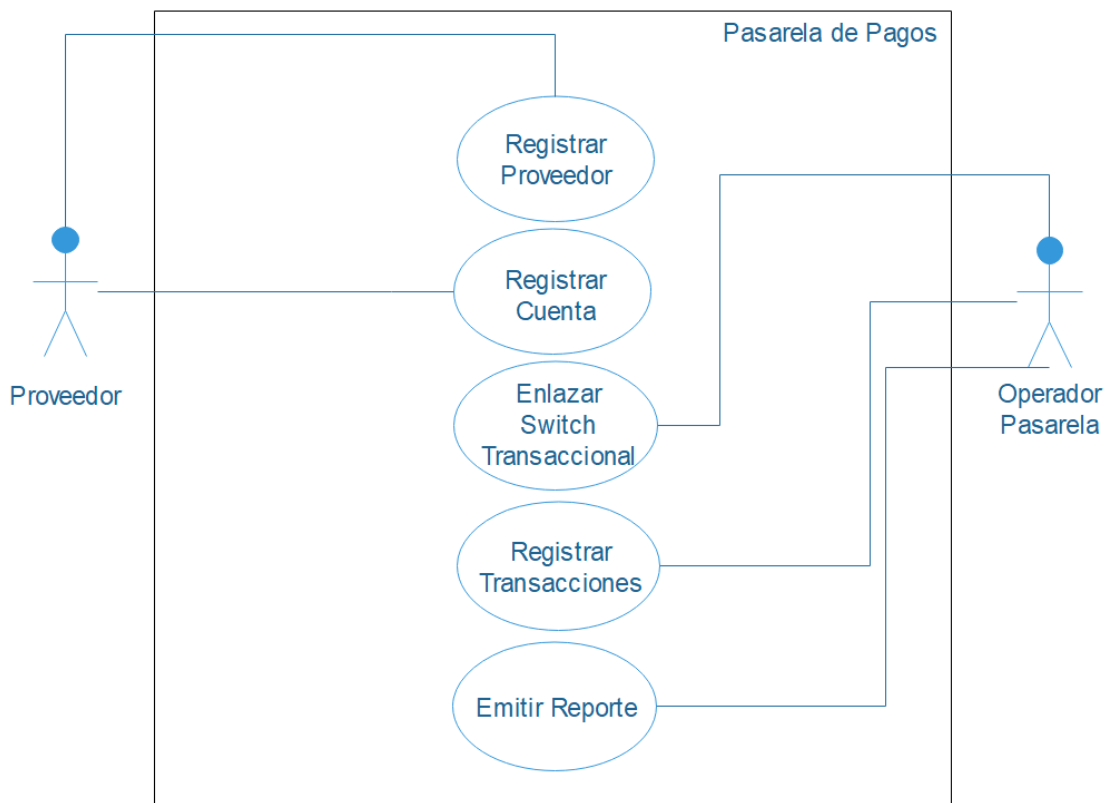 Pasarela de Pagos
Registrar
Proveedor
Registrar
Cuenta
Proveedor
Enlazar
Switch
Transaccional
Operador
Pasarela
Registrar
Transacciones
Emitir Reporte